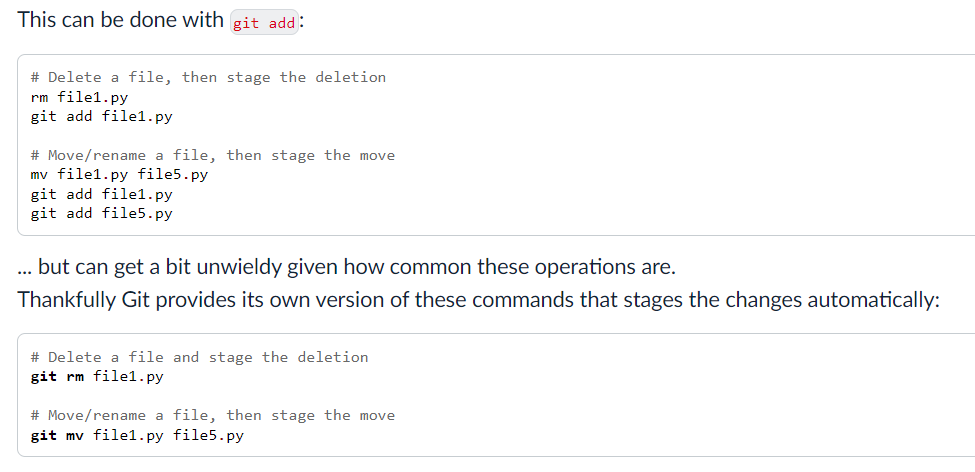 This can be done with git add:
# Delete a file, then stage the deletion
rm file1.py
git add file1.py
# Move/rename a file, then stage the move
mv file1.py file5.py
git add file1.py
git add file5.py
... but can get a bit unwieldy given how common these operations are.
Thankfully Git provides its own version of these commands that stages the changes automatically:
# Delete a file and stage the deletion
git rm file1.py
# Move/rename a file, then stage the move
git mv file1.py file5.py